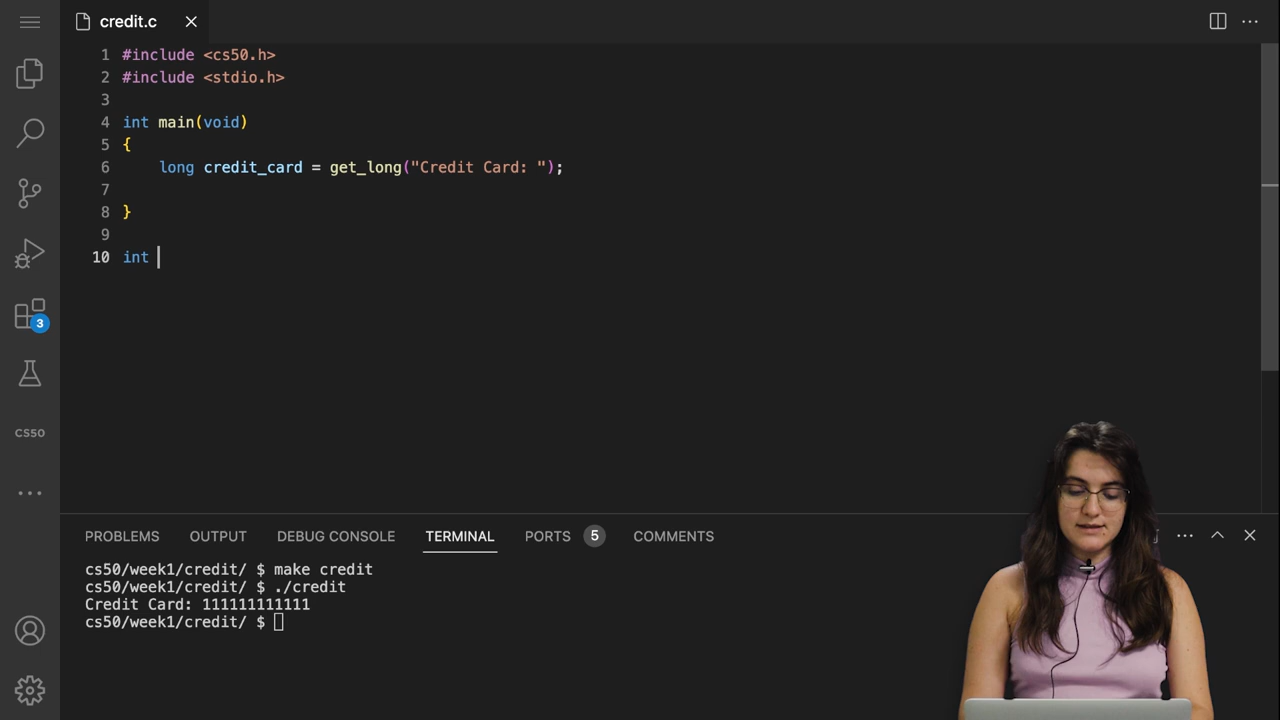 credit.c
1 #include <cs50.h>
2 #include <stdio.h>
3
4 int main(void)
5 {
6 long credit_card = get_long("Credit Card: ");
7
8 }
9
10 int
3
CS50
PROBLEMS OUTPUT DEBUG CONSOLE TERMINAL PORTS 5 COMMENTS
cs50/week1/credit/ $ make credit
cs50/week1/credit/ $ ./credit
Credit Card: 111111111111
cs50/week1/credit/ $